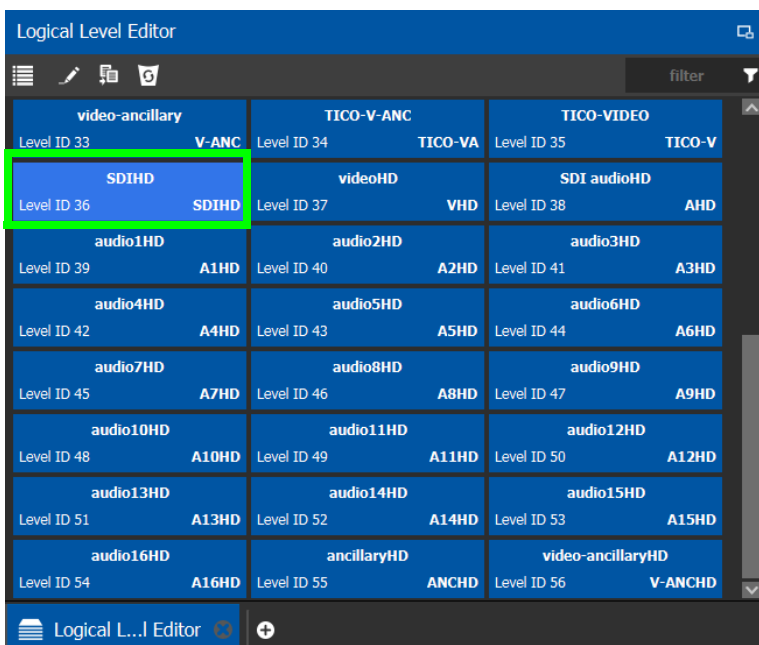 Logical Level Editor
filter
video-ancillary TICO-V-ANC TICO-VIDEO
Level ID 33 V-ANC Level ID 34 TICO-VA Level ID 35 TICO-V
SDIHD videoHD SDI audioHD
Level ID 36 SDIHD Level ID 37 VHD Level ID 38 AHD
audio1HD audio2HD audio3HD
Level ID 39 A1HD Level ID 40 A2HD Level ID 41 A3HD
audio4HD audio5HD audio6HD
Level ID 42 A4HD Level ID 43 A5HD Level ID 44 A6HD
audio7HD audio8HD audio9HD
Level ID 45 A7HD Level ID 46 A8HD Level ID 47 A9HD
audio10HD audio11HD audio12HD
Level ID 48 A10HD Level ID 49 A11HD Level ID 50 A12HD
audio13HD audio14HD audio15HD
Level ID 51 A13HD Level ID 52 A14HD Level ID 53 A15HD
audio16HD ancillaryHD video-ancillaryHD
Level ID 54 A16HD Level ID 55 ANCHD Level ID 56 V-ANCHD
Logical L...l Editor